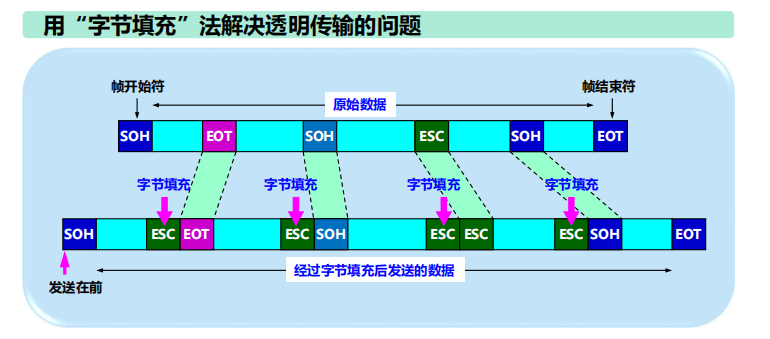 用“字节填充”法解决透明传输的问题
帧开始符
帧结束符
原始数据
SOH EOT SOH ESC SOH EOT
字节填充 字节填充 字节填充 字节填充
SOH ESC EOT ESC SOH ESC ESC ESC SOH EOT
经过字节填充后发送的数据
发送在前